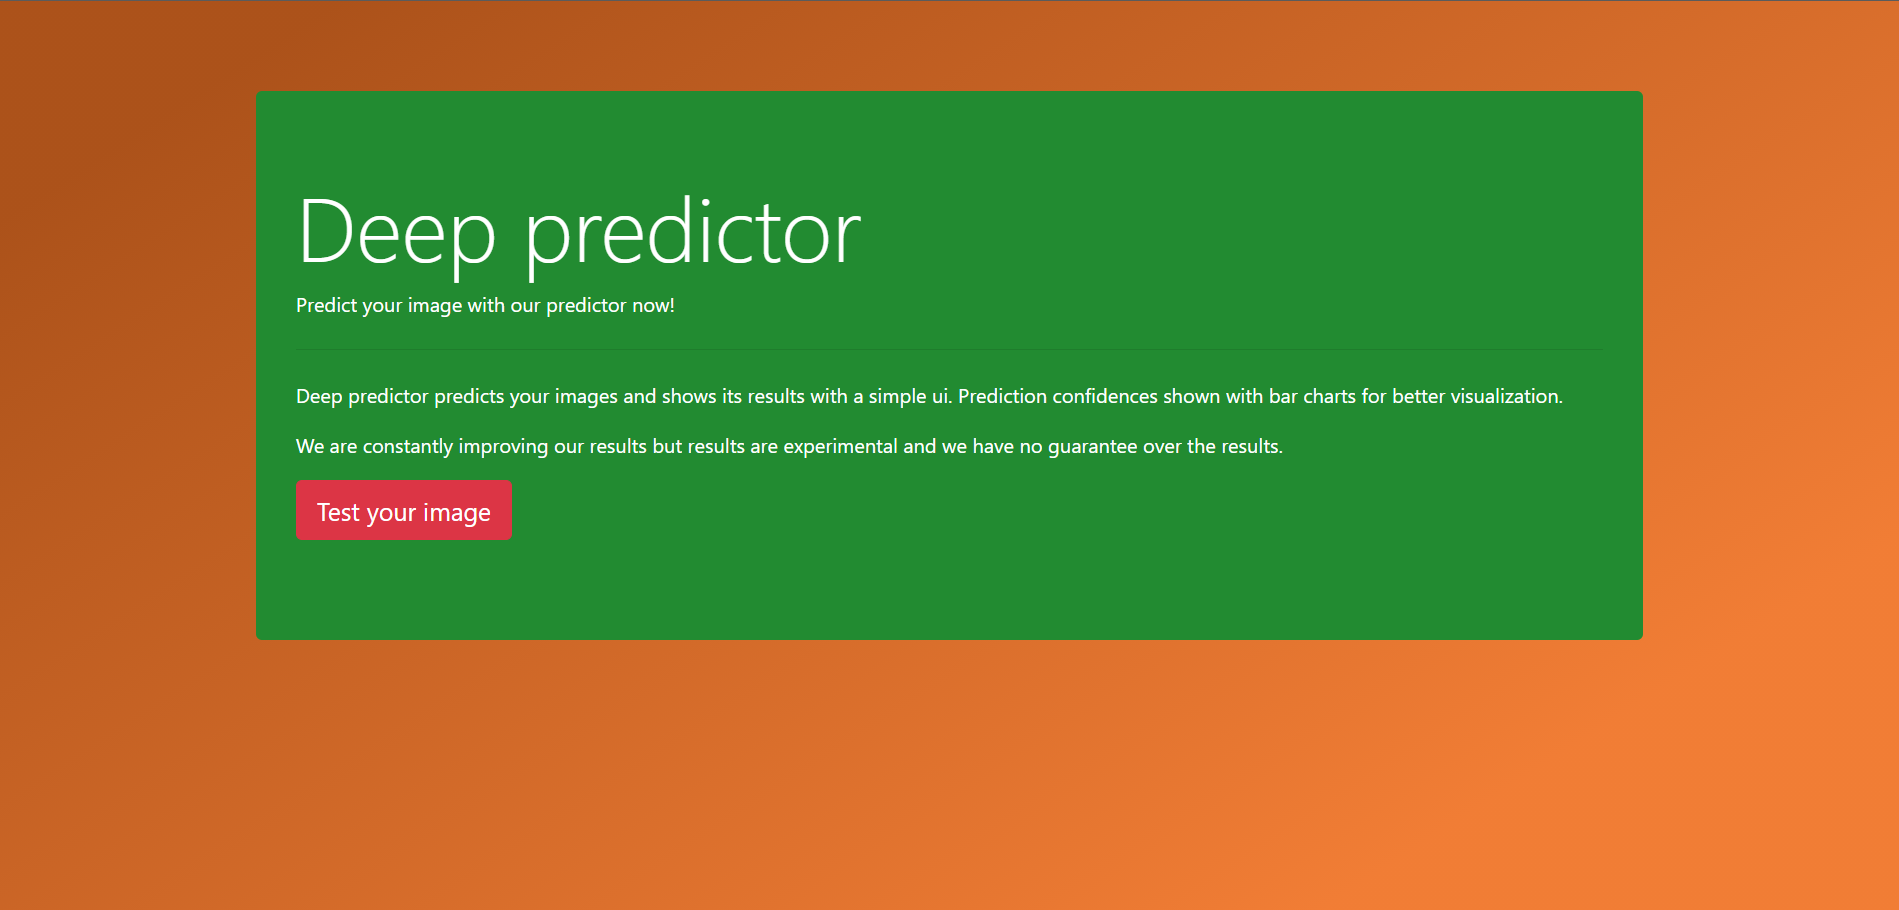 Deep predictor
Predict your image with our predictor now!
Deep predictor predicts your images and shows its results with a simple ui. Prediction confidences shown with bar charts for better visualization.
We are constantly improving our results but results are experimental and we have no guarantee over the results.
Test your image